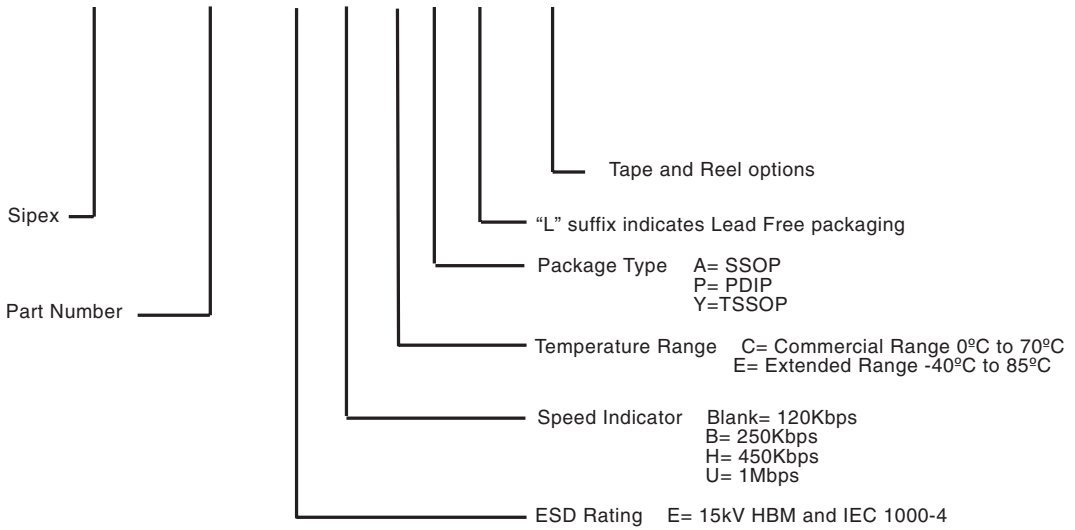 Tape and Reel options
Sipex
“L” suffix indicates Lead Free packaging
Package Type A= SSOP
P= PDIP
Y=TSSOP
Part Number
Temperature Range C= Commercial Range 0ºC to 70ºC
E= Extended Range -40ºC to 85ºC
Speed Indicator Blank= 120Kbps
B= 250Kbps
H= 450Kbps
U= 1Mbps
ESD Rating E= 15kV HBM and IEC 1000-4